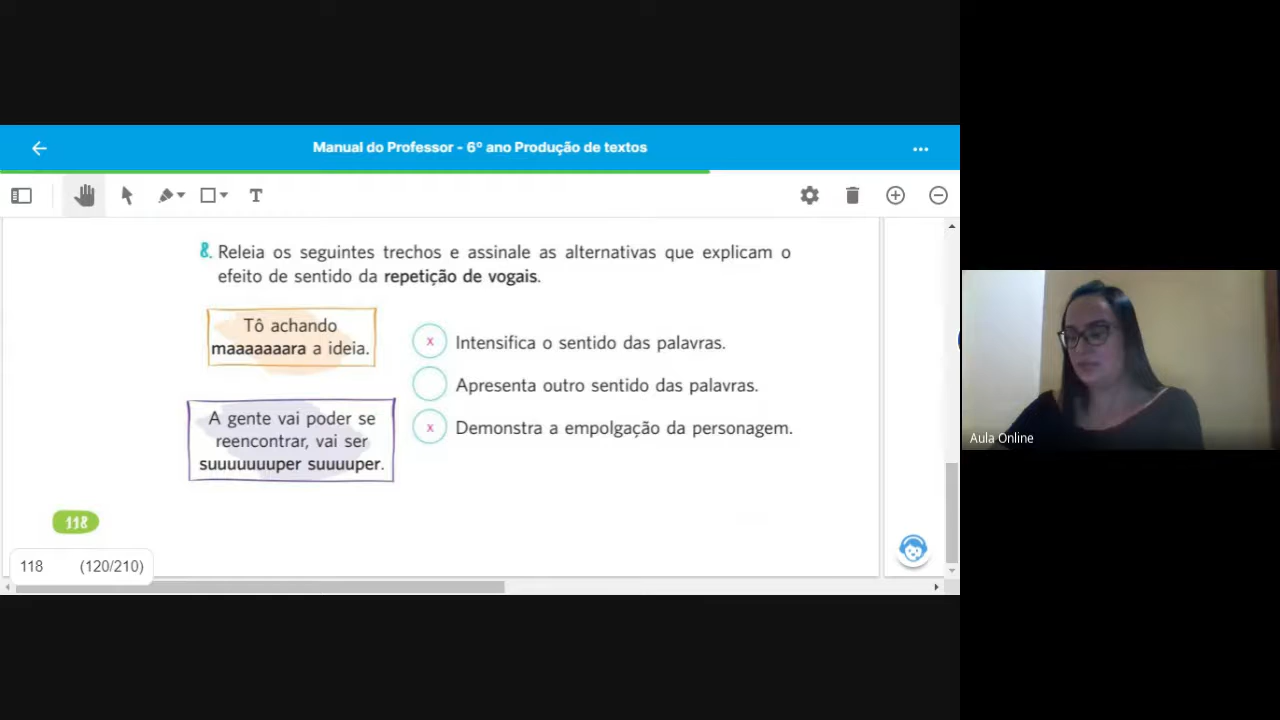 Manual do Professor - 6º ano Produção de textos
T
8. Releia os seguintes trechos e assinale as alternativas que explicam o
efeito de sentido da repetição de vogais.
Tô achando
maaaaaaara a ideia.
A gente vai poder se
reencontrar, vai ser
suuuuuuuper suuuuper.
x Intensifica o sentido das palavras.
Apresenta outro sentido das palavras.
x Demonstra a empolgação da personagem.
118
118 (120/210)
Aula Online